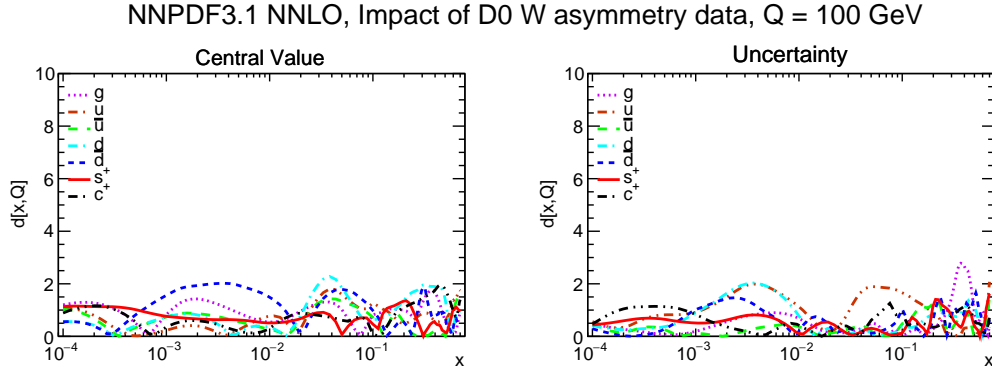 NNPDF3.1 NNLO, Impact of D0 W asymmetry data, Q = 100 GeV
Central Value
d[x,Q]
10
8
6
4
2
0
g
u
u̅
d
d̅
s⁺
c⁺
10⁻⁴ 10⁻³ 10⁻² 10⁻¹ x
Uncertainty
d[x,Q]
10
8
6
4
2
0
g
u
u̅
d
d̅
s⁺
c⁺
10⁻⁴ 10⁻³ 10⁻² 10⁻¹ x